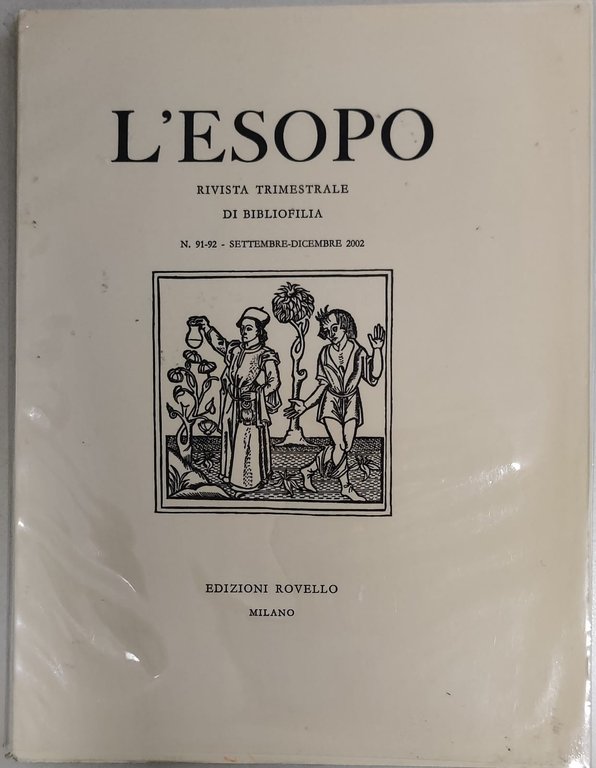 L'ESOPO
RIVISTA TRIMESTRALE
DI BIBLIOFILIA
N. 91-92 - SETTEMBRE-DICEMBRE 2002
EDIZIONI ROVELLO
MILANO